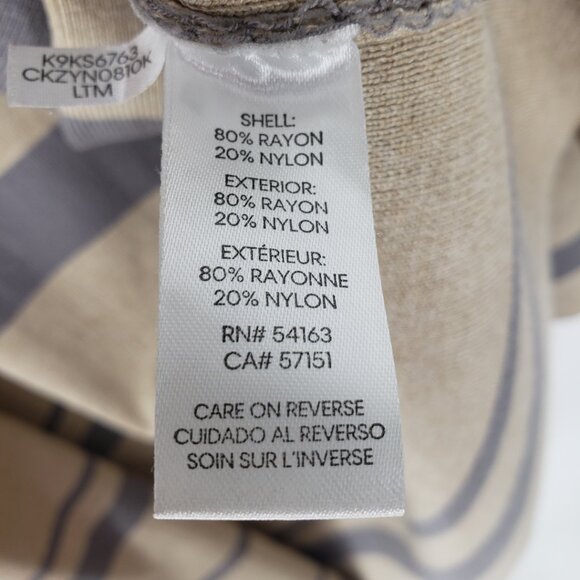 K9KS6763
CKZYN0810K
LTM
SHELL:
80% RAYON
20% NYLON
EXTERIOR:
80% RAYON
20% NYLON
EXTÉRIEUR:
80% RAYONNE
20% NYLON
RN# 54163
CA# 57151
CARE ON REVERSE
CUIDADO AL REVERSO
SOIN SUR L'INVERSE